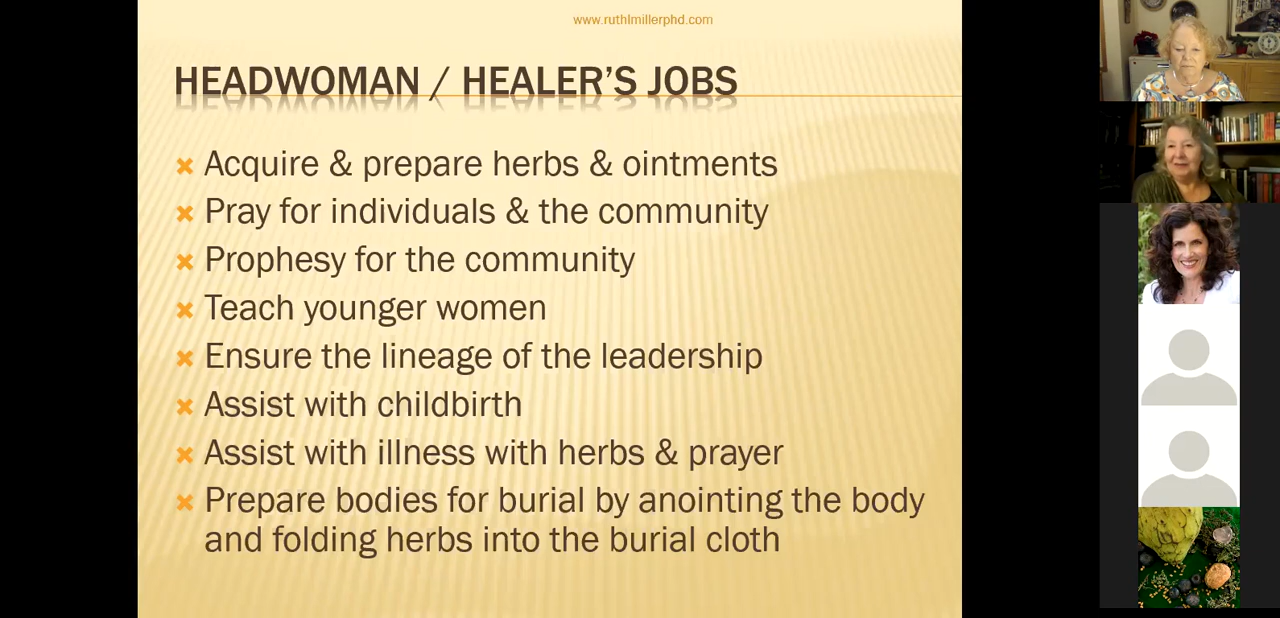 www.ruthlmillerphd.com
HEADWOMAN / HEALER’S JOBS
Acquire & prepare herbs & ointments
Pray for individuals & the community
Prophesy for the community
Teach younger women
Ensure the lineage of the leadership
Assist with childbirth
Assist with illness with herbs & prayer
Prepare bodies for burial by anointing the body
and folding herbs into the burial cloth